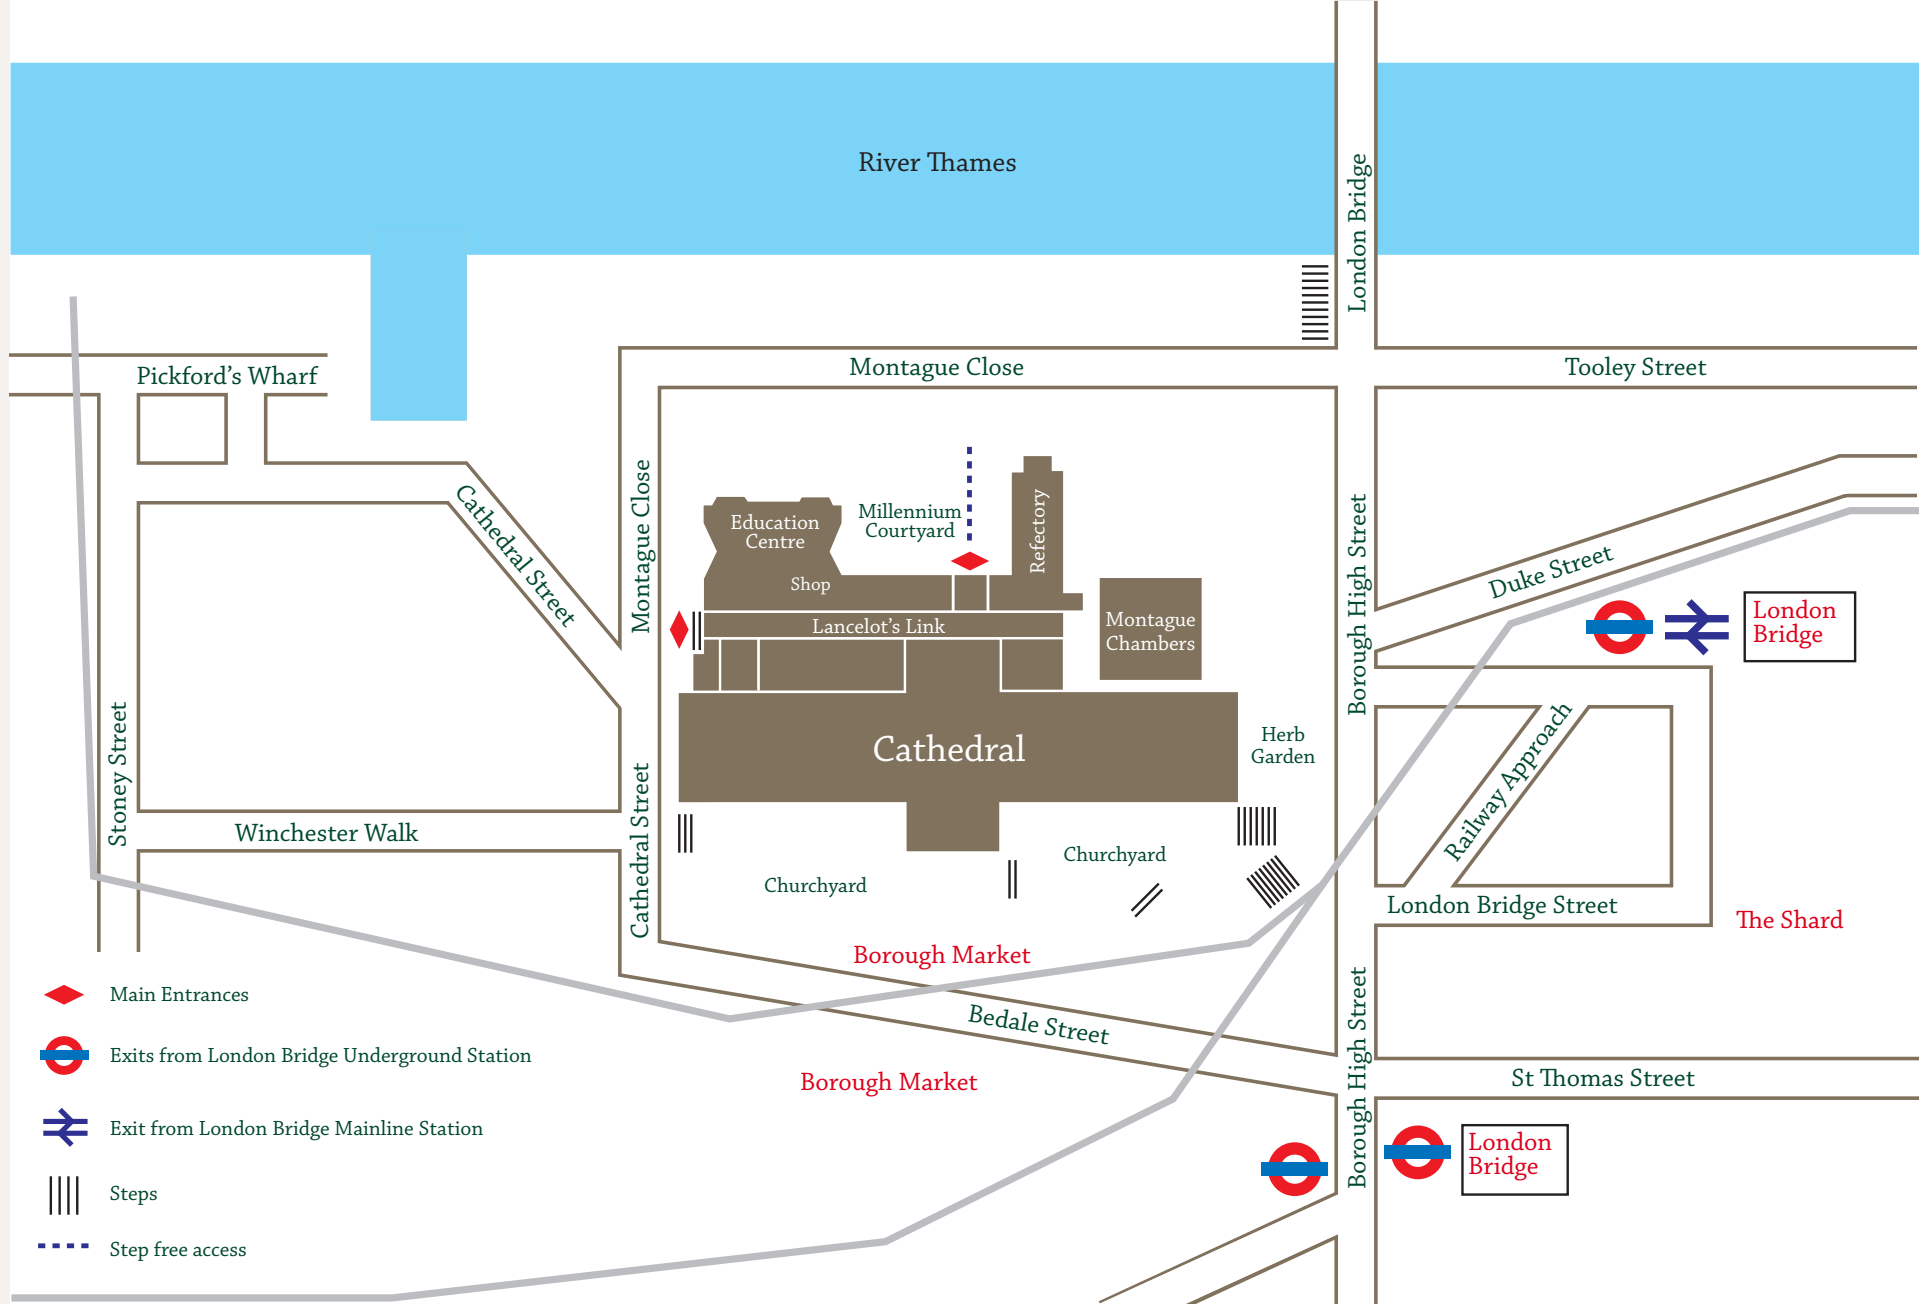 River Thames
London Bridge
Pickford's Wharf
Montague Close
Tooley Street
Cathedral Street
Montague Close
Education
Centre
Shop
Millennium
Courtyard
Refectory
Lancelot's Link
Montague
Chambers
Borough High Street
Duke Street
London
Bridge
Stoney Street
Cathedral
Herb
Garden
Railway Approach
Winchester Walk
Cathedral Street
Churchyard
Churchyard
London Bridge Street
The Shard
Borough Market
Bedale Street
Borough High Street
Borough Market
St Thomas Street
London
Bridge
Main Entrances
Exits from London Bridge Underground Station
Exit from London Bridge Mainline Station
Steps
Step free access